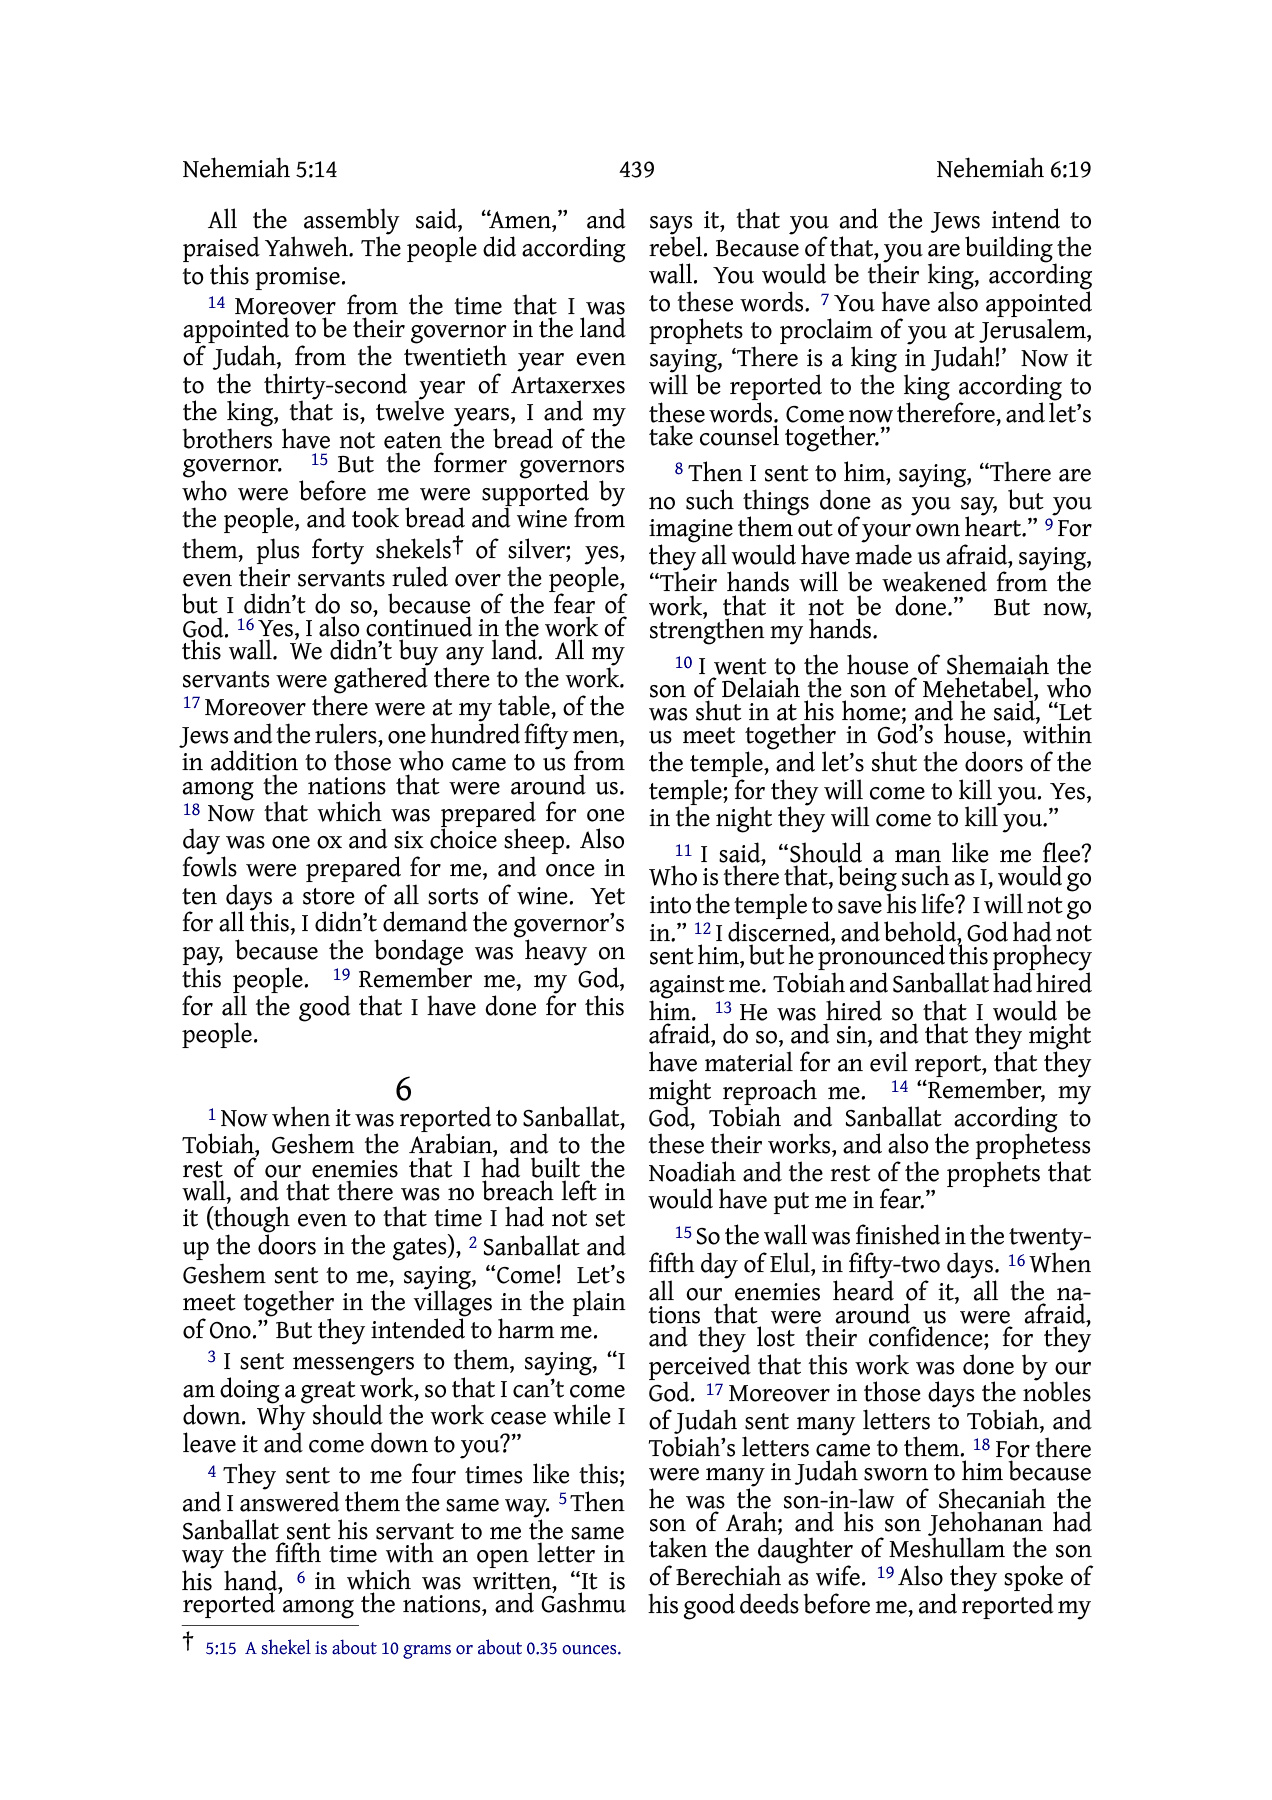 Nehemiah 5:14 439 Nehemiah 6:19
All the assembly said, “Amen,” and
praised Yahweh. The people did according
to this promise.
14 Moreover from the time that I was
appointed to be their governor in the land
of Judah, from the twentieth year even
to the thirty-second year of Artaxerxes
the king, that is, twelve years, I and my
brothers have not eaten the bread of the
governor. 15 But the former governors
who were before me were supported by
the people, and took bread and wine from
them, plus forty shekels† of silver; yes,
even their servants ruled over the people,
but I didn’t do so, because of the fear of
God. 16 Yes, I also continued in the work of
this wall. We didn’t buy any land. All my
servants were gathered there to the work.
17 Moreover there were at my table, of the
Jews and the rulers, one hundred fifty men,
in addition to those who came to us from
among the nations that were around us.
18 Now that which was prepared for one
day was one ox and six choice sheep. Also
fowls were prepared for me, and once in
ten days a store of all sorts of wine. Yet
for all this, I didn’t demand the governor’s
pay, because the bondage was heavy on
this people. 19 Remember me, my God,
for all the good that I have done for this
people.
6
1 Now when it was reported to Sanballat,
Tobiah, Geshem the Arabian, and to the
rest of our enemies that I had built the
wall, and that there was no breach left in
it (though even to that time I had not set
up the doors in the gates), 2 Sanballat and
Geshem sent to me, saying, “Come! Let’s
meet together in the villages in the plain
of Ono.” But they intended to harm me.
3 I sent messengers to them, saying, “I
am doing a great work, so that I can’t come
down. Why should the work cease while I
leave it and come down to you?”
4 They sent to me four times like this;
and I answered them the same way. 5 Then
Sanballat sent his servant to me the same
way the fifth time with an open letter in
his hand, 6 in which was written, “It is
reported among the nations, and Gashmu
† 5:15 A shekel is about 10 grams or about 0.35 ounces.
says it, that you and the Jews intend to
rebel. Because of that, you are building the
wall. You would be their king, according
to these words. 7 You have also appointed
prophets to proclaim of you at Jerusalem,
saying, ‘There is a king in Judah!’ Now it
will be reported to the king according to
these words. Come now therefore, and let’s
take counsel together.”
8 Then I sent to him, saying, “There are
no such things done as you say, but you
imagine them out of your own heart.” 9 For
they all would have made us afraid, saying,
“Their hands will be weakened from the
work, that it not be done.” But now,
strengthen my hands.
10 I went to the house of Shemaiah the
son of Delaiah the son of Mehetabel, who
was shut in at his home; and he said, “Let
us meet together in God’s house, within
the temple, and let’s shut the doors of the
temple; for they will come to kill you. Yes,
in the night they will come to kill you.”
11 I said, “Should a man like me flee?
Who is there that, being such as I, would go
into the temple to save his life? I will not go
in.” 12 I discerned, and behold, God had not
sent him, but he pronounced this prophecy
against me. Tobiah and Sanballat had hired
him. 13 He was hired so that I would be
afraid, do so, and sin, and that they might
have material for an evil report, that they
might reproach me. 14 “Remember, my
God, Tobiah and Sanballat according to
these their works, and also the prophetess
Noadiah and the rest of the prophets that
would have put me in fear.”
15 So the wall was finished in the twenty-
fifth day of Elul, in fifty-two days. 16 When
all our enemies heard of it, all the na-
tions that were around us were afraid,
and they lost their confidence; for they
perceived that this work was done by our
God. 17 Moreover in those days the nobles
of Judah sent many letters to Tobiah, and
Tobiah’s letters came to them. 18 For there
were many in Judah sworn to him because
he was the son-in-law of Shecaniah the
son of Arah; and his son Jehohanan had
taken the daughter of Meshullam the son
of Berechiah as wife. 19 Also they spoke of
his good deeds before me, and reported my